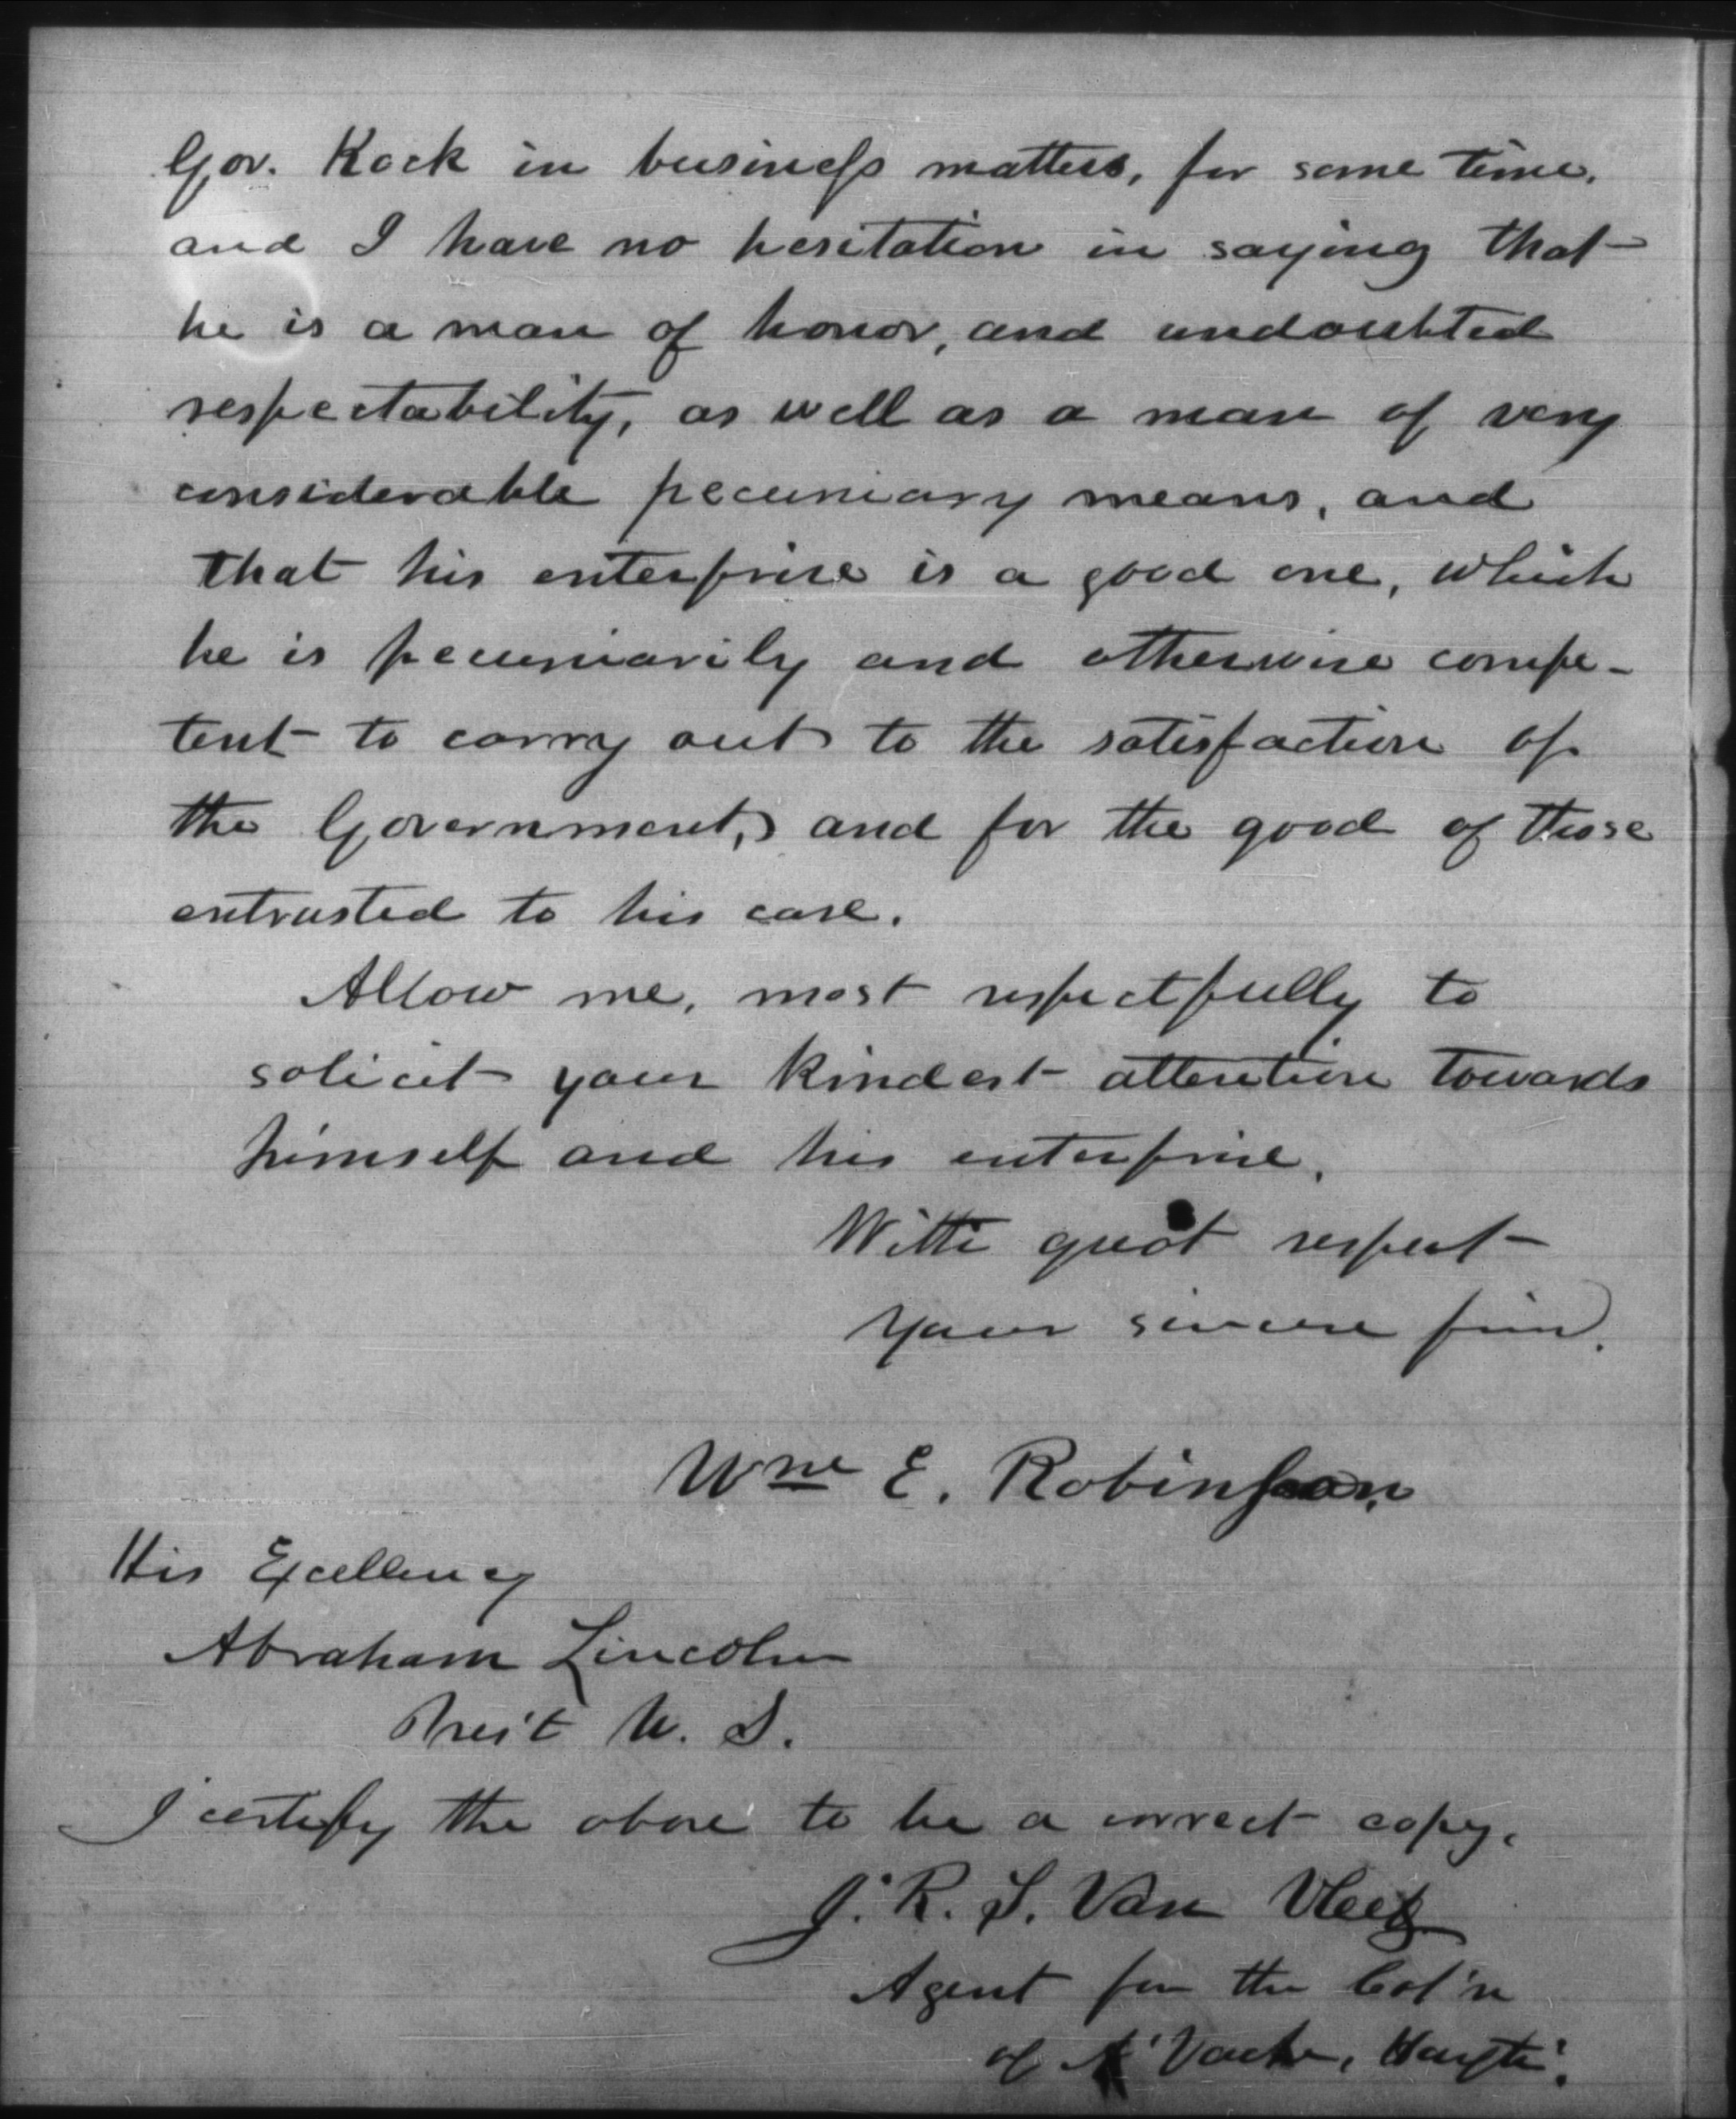 Gov. Kock in business matters, for some time,
and I have no hesitation in saying that
he is a man of honor, and undoubted
respectability, as well as a man of very
considerable pecuniary means, and
that his enterprise is a good one, which
he is pecuniarily and otherwise compe-
tent to carry out to the satisfaction of
the Government, and for the good of those
entrusted to his care.
Allow me, most respectfully to
solicit your kindest attention towards
himself and his enterprise.
With great respect
Your sincere frind.
Wm E. Robinson.
His Excellency
Abraham Lincoln
Pres't U. S.
I certify the above to be a correct copy.
J. R. S. Van Vleet
Agent for the Col'n
of A'Vache, Hayti.